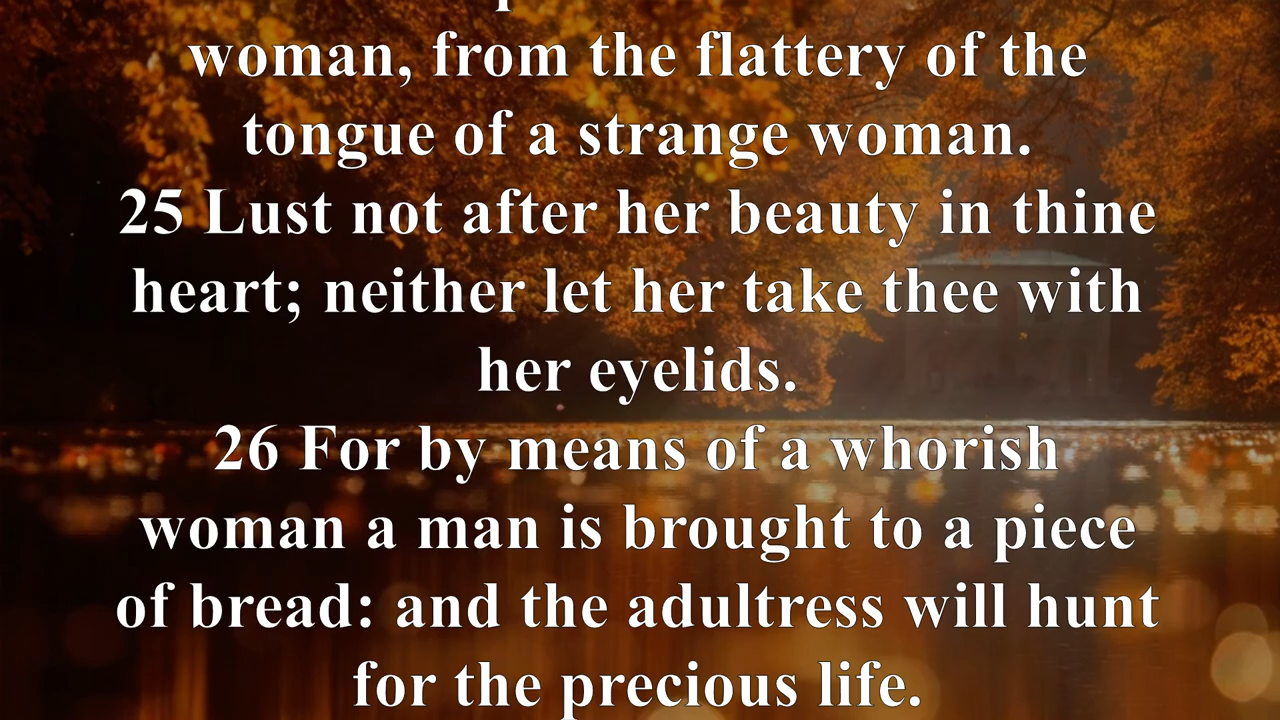 woman, from the flattery of the
tongue of a strange woman.
25 Lust not after her beauty in thine
heart; neither let her take thee with
her eyelids.
26 For by means of a whorish
woman a man is brought to a piece
of bread: and the adultress will hunt
for the precious life.